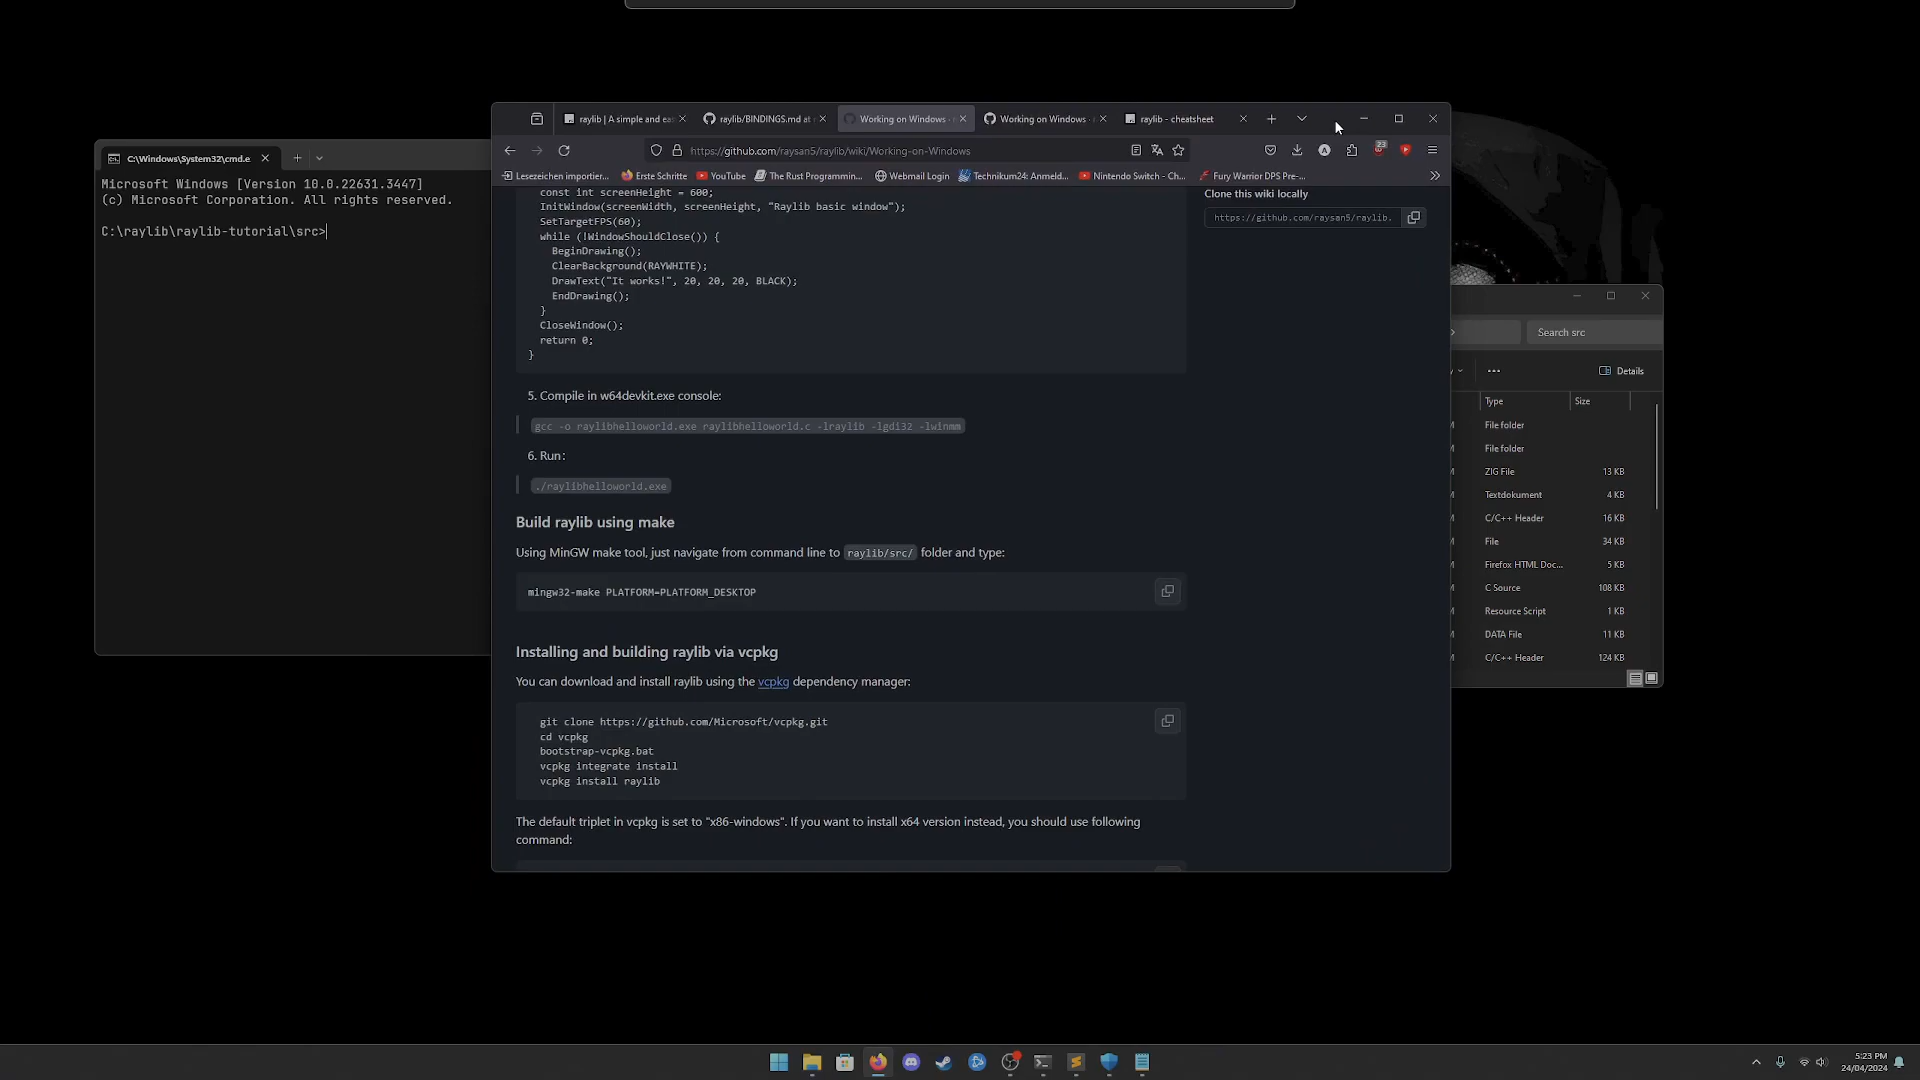 C:\Windows\System32\cmd.e
Microsoft Windows [Version 10.0.22631.3447]
(c) Microsoft Corporation. All rights reserved.
C:\raylib\raylib-tutorial\src>
raylib | A simple and eas
raylib/BINDINGS.md at
Working on Windows ·
Working on Windows ·
raylib - cheatsheet
https://github.com/raysan5/raylib/wiki/Working-on-Windows
23
Lesezeichen importier...
Erste Schritte
YouTube
The Rust Programmin...
Webmail Login
Technikum24: Anmeld...
Nintendo Switch - Ch...
Fury Warrior DPS Pre-...
const int screenHeight = 600;
InitWindow(screenWidth, screenHeight, "Raylib basic window");
SetTargetFPS(60);
while (!WindowShouldClose()) {
BeginDrawing();
ClearBackground(RAYWHITE);
DrawText("It works!", 20, 20, 20, BLACK);
EndDrawing();
}
CloseWindow();
return 0;
}
5. Compile in w64devkit.exe console:
gcc -o raylibhelloworld.exe raylibhelloworld.c -lraylib -lgdi32 -lwinmm
6. Run:
./raylibhelloworld.exe
Build raylib using make
Using MinGW make tool, just navigate from command line to raylib/src/ folder and type:
mingw32-make PLATFORM=PLATFORM_DESKTOP
Installing and building raylib via vcpkg
You can download and install raylib using the vcpkg dependency manager:
git clone https://github.com/Microsoft/vcpkg.git
cd vcpkg
bootstrap-vcpkg.bat
vcpkg integrate install
vcpkg install raylib
The default triplet in vcpkg is set to "x86-windows". If you want to install x64 version instead, you should use following
command:
Clone this wiki locally
https://github.com/raysan5/raylib.
Search src
Details
Type Size
File folder
File folder
ZIG File 13 KB
Textdokument 4 KB
C/C++ Header 16 KB
File 34 KB
Firefox HTML Doc... 5 KB
C Source 108 KB
Resource Script 1 KB
DATA File 11 KB
C/C++ Header 124 KB
5:23 PM
24/04/2024